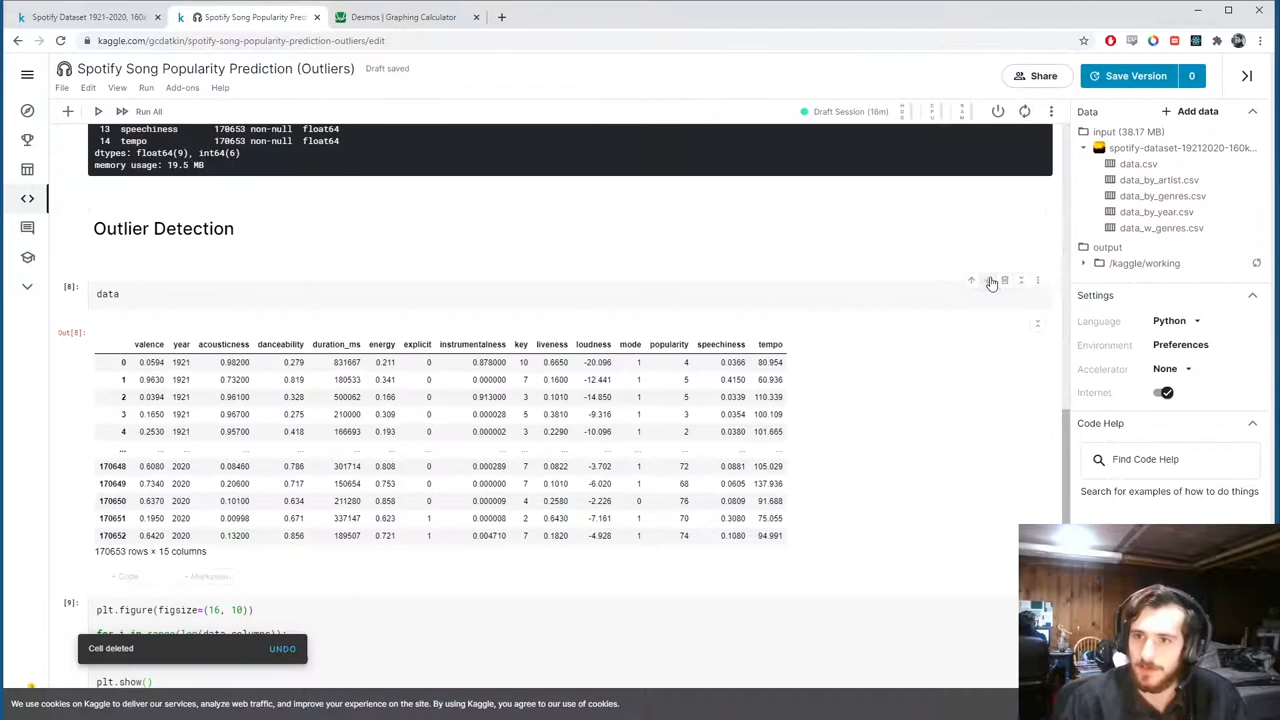 Spotify Dataset 1921-2020, 160k
Spotify Song Popularity Pred
Desmos | Graphing Calculator
kaggle.com/gcdatkin/spotify-song-popularity-prediction-outliers/edit
Spotify Song Popularity Prediction (Outliers) Draft saved
File Edit View Run Add-ons Help
Share
Save Version 0
Run All
Draft Session (16m)
13 speechiness 170653 non-null float64
14 tempo 170653 non-null float64
dtypes: float64(9), int64(6)
memory usage: 19.5 MB
Outlier Detection
[8]: data
Out[8]:
valence year acousticness danceability duration_ms energy explicit instrumentalness key liveness loudness mode popularity speechiness tempo
0 0.0594 1921 0.98200 0.279 831667 0.211 0 0.878000 10 0.6650 -20.096 1 4 0.0366 80.954
1 0.9630 1921 0.73200 0.819 180533 0.341 0 0.000000 7 0.1600 -12.441 1 5 0.4150 60.936
2 0.0394 1921 0.96100 0.328 500062 0.166 0 0.913000 3 0.1010 -14.850 1 5 0.0339 110.339
3 0.1650 1921 0.96700 0.275 210000 0.309 0 0.000028 5 0.3810 -9.316 1 3 0.0354 100.109
4 0.2530 1921 0.95700 0.418 166693 0.193 0 0.000002 3 0.2290 -10.096 1 2 0.0380 101.665
... ... ... ... ... ... ... ... ... ... ... ... ... ... ... ...
170648 0.6080 2020 0.08460 0.786 301714 0.808 0 0.000289 7 0.0822 -3.702 1 72 0.0881 105.029
170649 0.7340 2020 0.20600 0.717 150654 0.753 0 0.000000 7 0.1010 -6.020 1 68 0.0605 137.936
170650 0.6370 2020 0.10100 0.634 211280 0.858 0 0.000009 4 0.2580 -2.226 0 76 0.0809 91.688
170651 0.1950 2020 0.00998 0.671 337147 0.623 1 0.000008 2 0.6430 -7.161 1 70 0.3080 75.055
170652 0.6420 2020 0.13200 0.856 189507 0.721 1 0.004710 7 0.1820 -4.928 1 74 0.1080 94.991
170653 rows × 15 columns
+ Code + Markdown
[9]: plt.figure(figsize=(16, 10))
for i in range(len(data.columns)):
plt.show()
Cell deleted UNDO
Data
+ Add data
input (38.17 MB)
spotify-dataset-19212020-160k...
data.csv
data_by_artist.csv
data_by_genres.csv
data_by_year.csv
data_w_genres.csv
output
/kaggle/working
Settings
Language Python
Environment Preferences
Accelerator None
Internet
Code Help
Find Code Help
Search for examples of how to do things
We use cookies on Kaggle to deliver our services, analyze web traffic, and improve your experience on the site. By using Kaggle, you agree to our use of cookies.